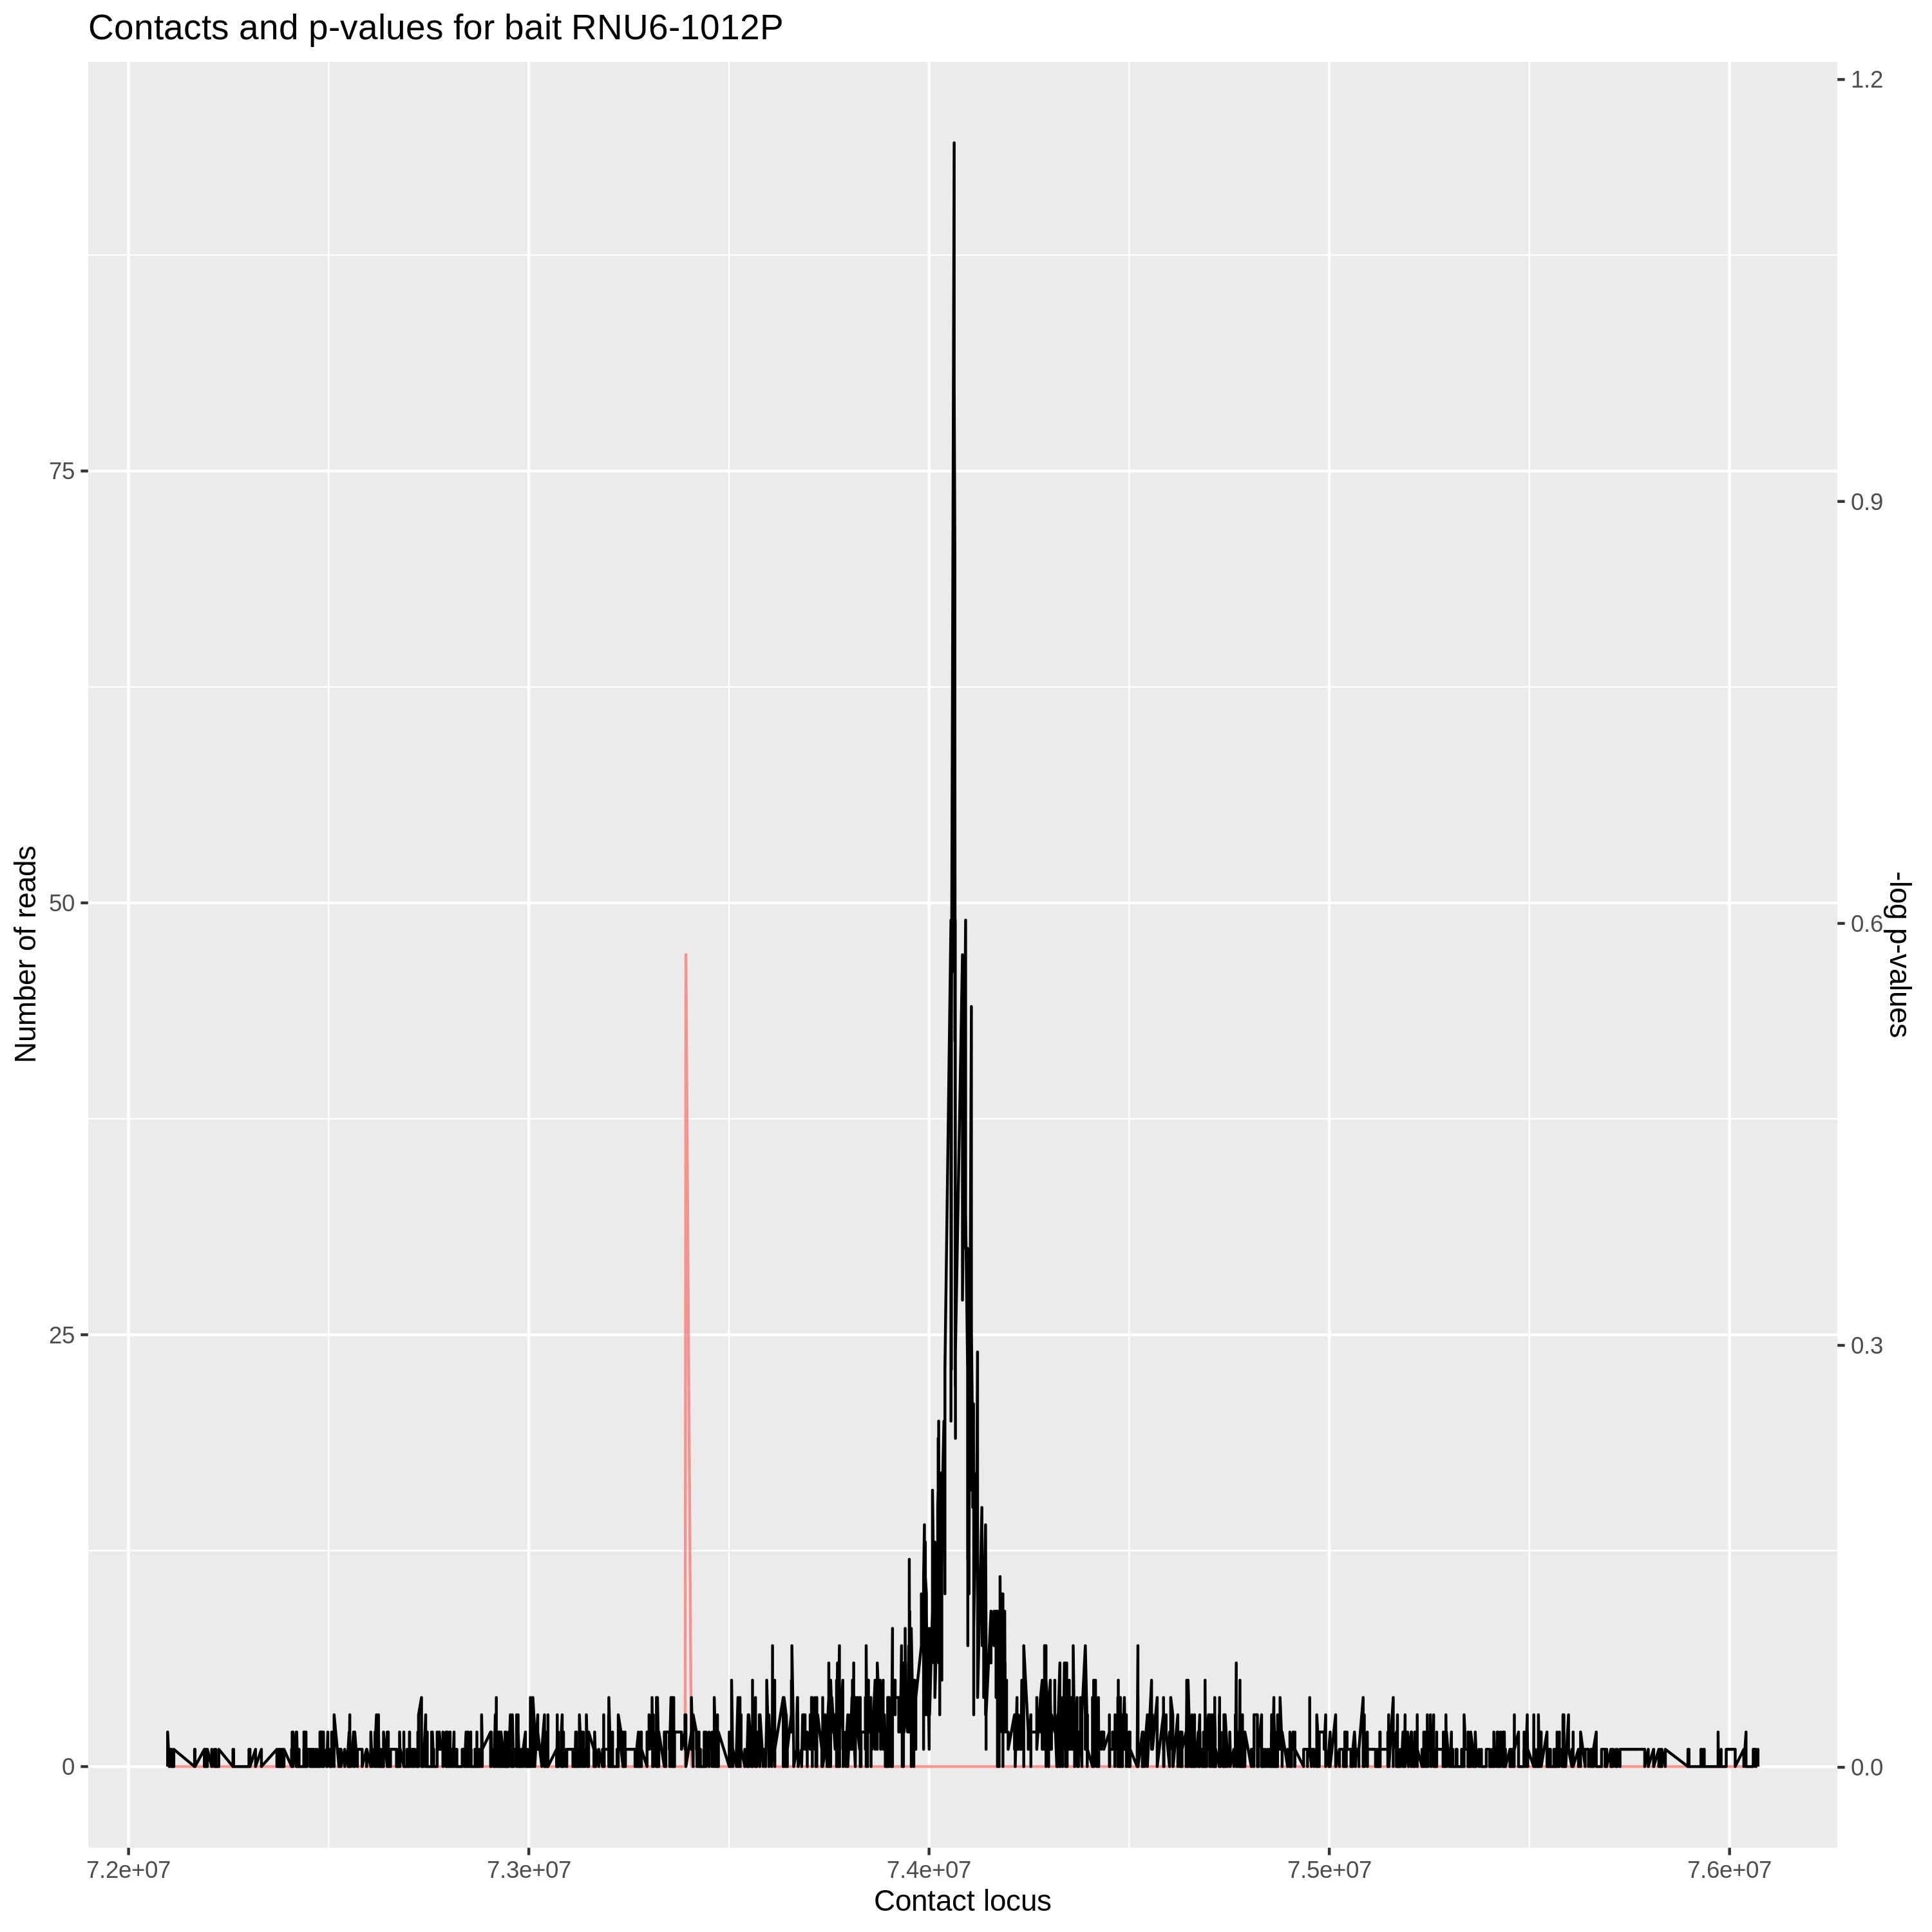 Contacts and p-values for bait RNU6-1012P
1.2
75
0.9
50
0.6
25
0.3
0
0.0
Number of reads
-log p-values
7.2e+07
7.3e+07
7.4e+07
7.5e+07
7.6e+07
Contact locus